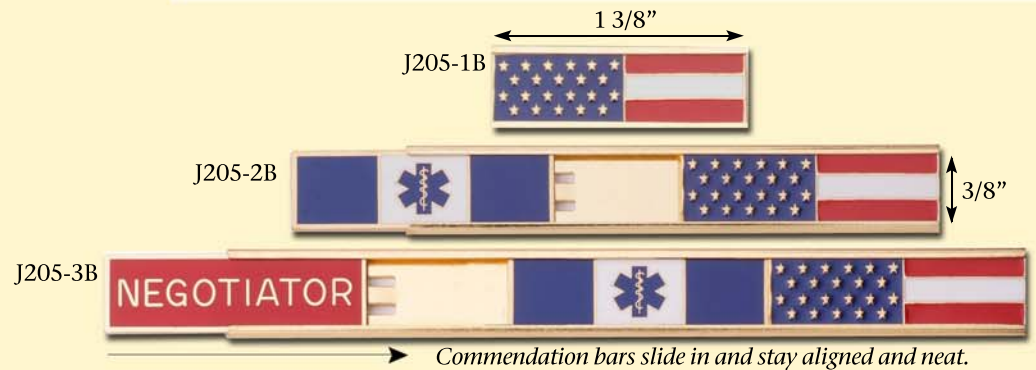 1 3/8”
J205-1B
J205-2B
3/8”
J205-3B
NEGOTIATOR
Commendation bars slide in and stay aligned and neat.